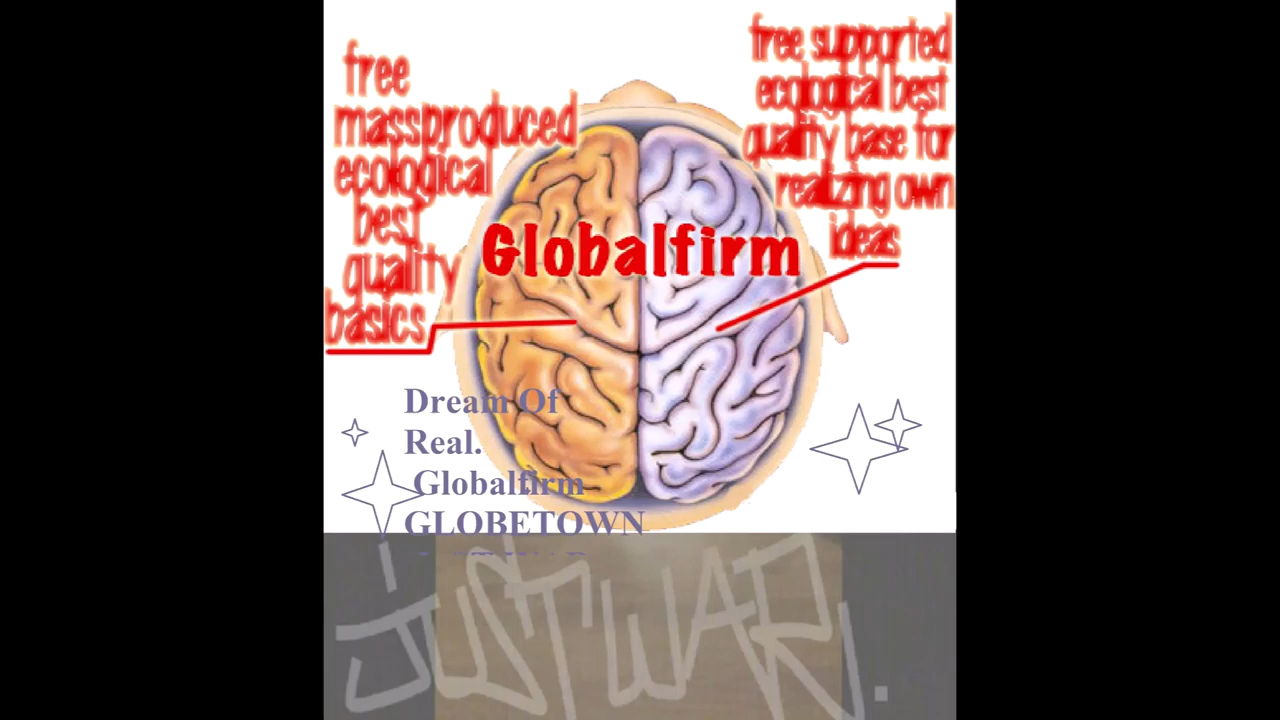 free
massproduced
ecological
best
quality
basics
free supported
ecological best
quality base for
realizing own
ideas
Globalfirm
Dream Of
Real.
Globalfirm
GLOBETOWN
JUST WAR.